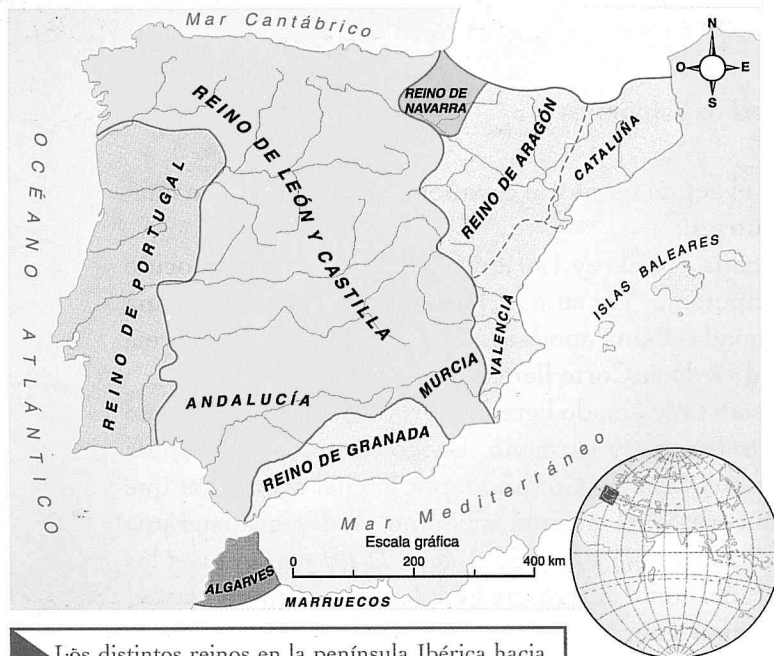 Mar Cantábrico
N
O
E
S
REINO DE
NAVARRA
REINO DE LEÓN Y CASTILLA
REINO DE ARAGÓN
CATALUÑA
OCÉANO ATLÁNTICO
REINO DE PORTUGAL
ISLAS BALEARES
VALENCIA
MURCIA
ANDALUCÍA
REINO DE GRANADA
Mar Mediterráneo
Escala gráfica
0 200 400 km
ALGARVES
MARRUECOS
Los distintos reinos en la península Ibérica hacia